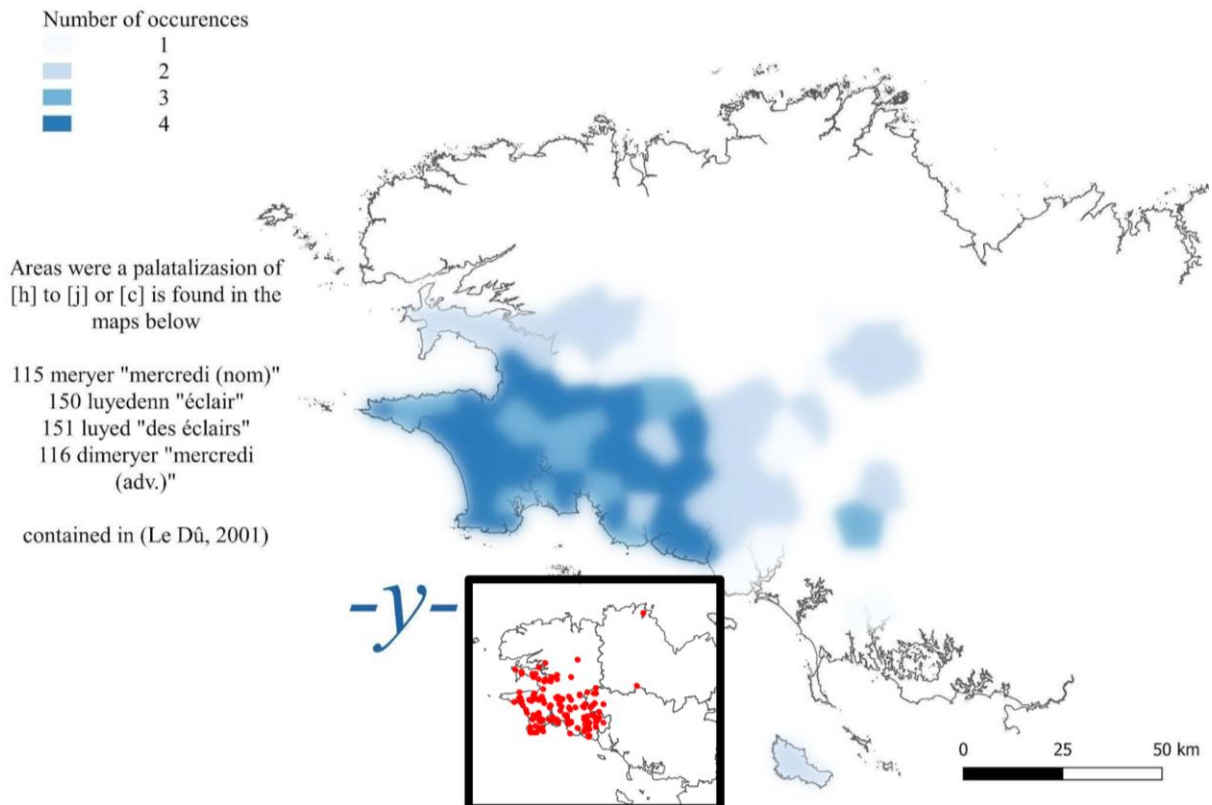 Number of occurences
1
2
3
4
Areas were a palatalizasion of
[h] to [j] or [c] is found in the
maps below
115 meryer "mercredi (nom)"
150 luyedenn "éclair"
151 luyed "des éclairs"
116 dimeryer "mercredi
(adv.)"
contained in (Le Dû, 2001)
-y-
0 25 50 km